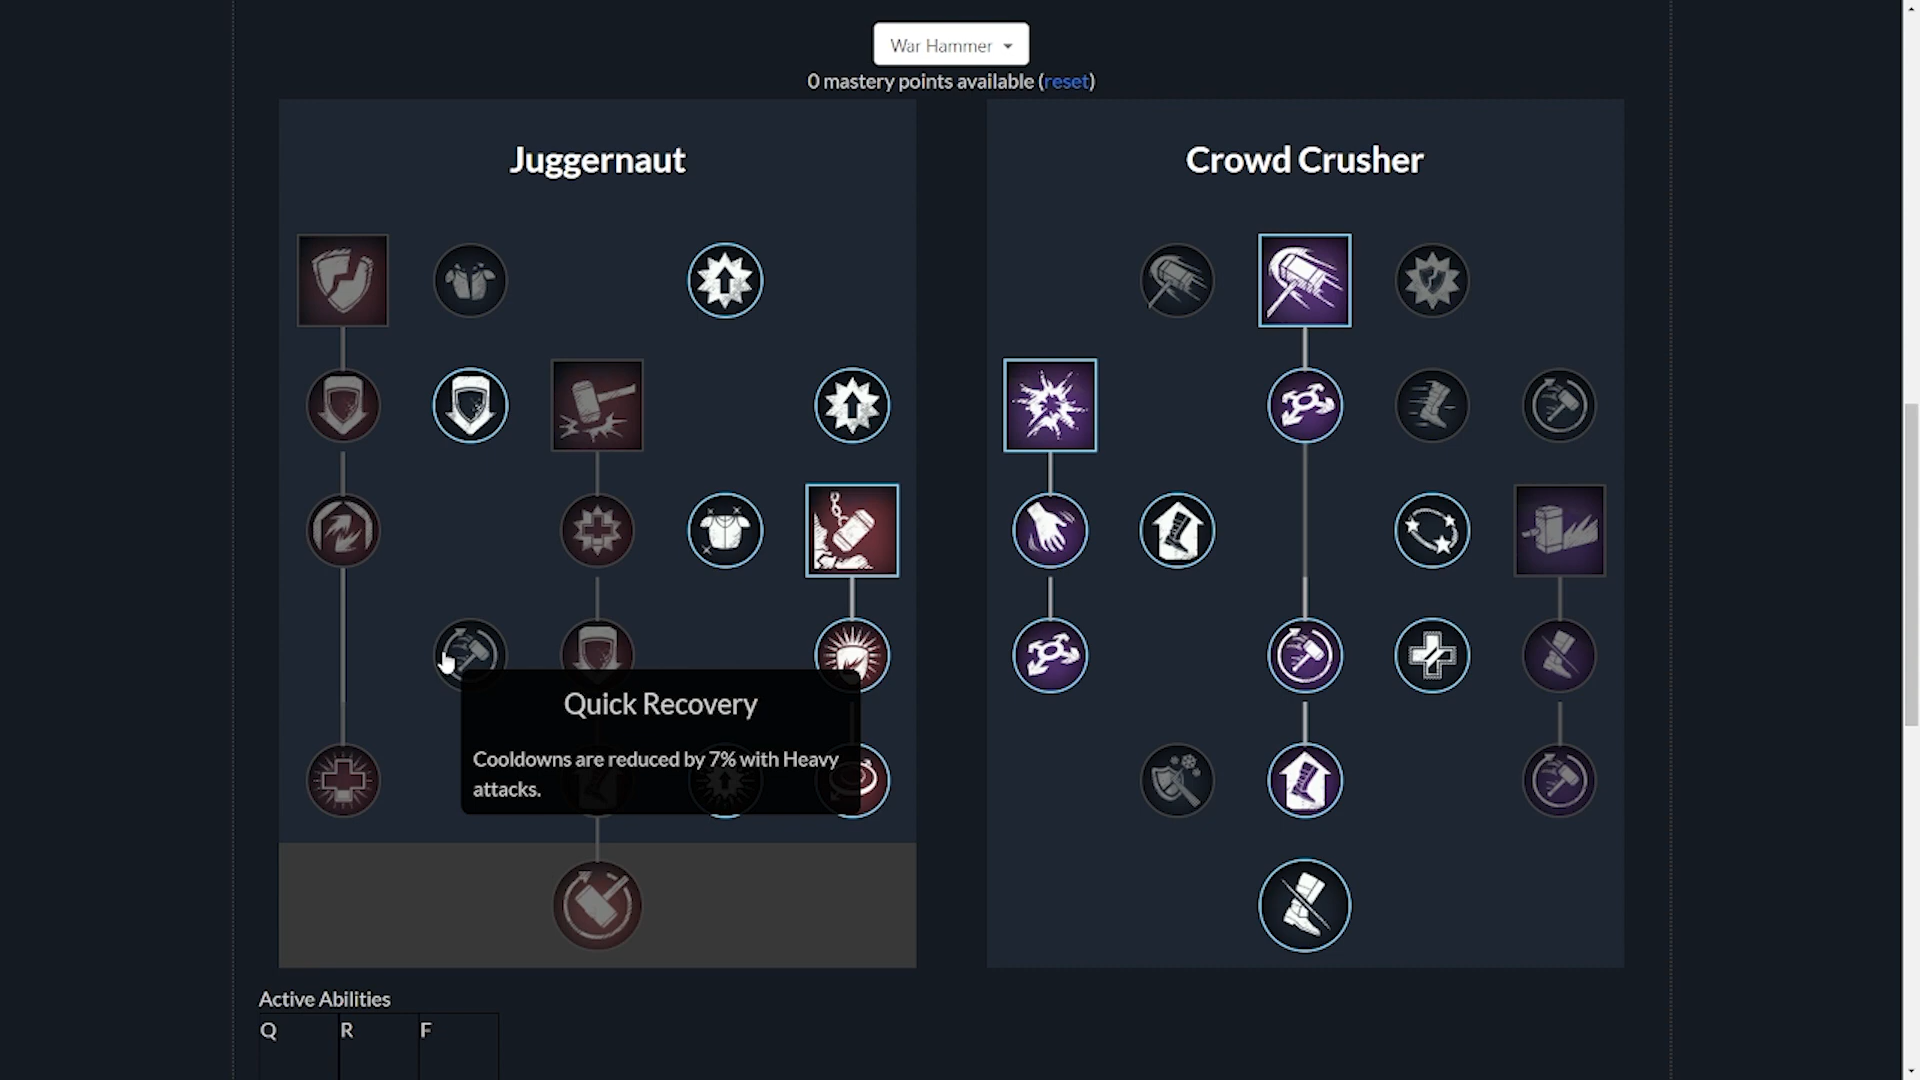 War Hammer
0 mastery points available (reset)
Juggernaut
Crowd Crusher
Quick Recovery
Cooldowns are reduced by 7% with Heavy
attacks.
Active Abilities
Q
R
F